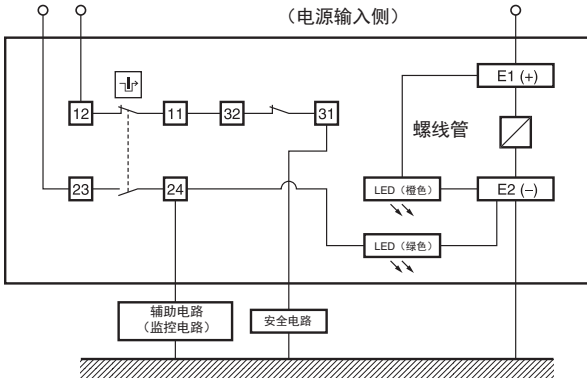 （电源输入侧）
E1 (+)
12
11
32
31
螺线管
23
24
LED（橙色）
E2 (–)
LED（绿色）
辅助电路
（监控电路）
安全电路